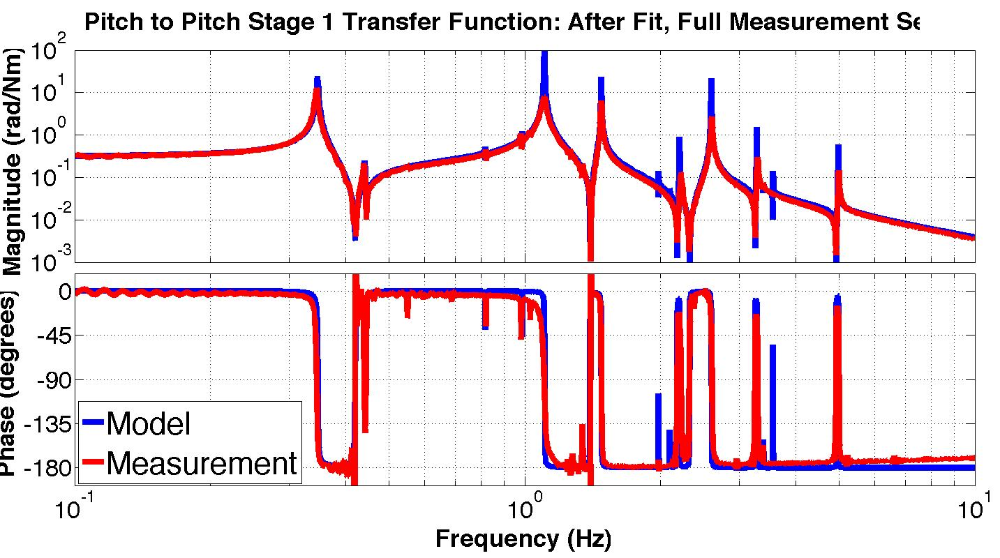 Pitch to Pitch Stage 1 Transfer Function: After Fit, Full Measurement Se
Magnitude (rad/Nm)
10^2
10^1
10^0
10^-1
10^-2
10^-3
Phase (degrees)
0
-45
-90
-135
-180
Model
Measurement
10^-1
10^0
10^1
Frequency (Hz)